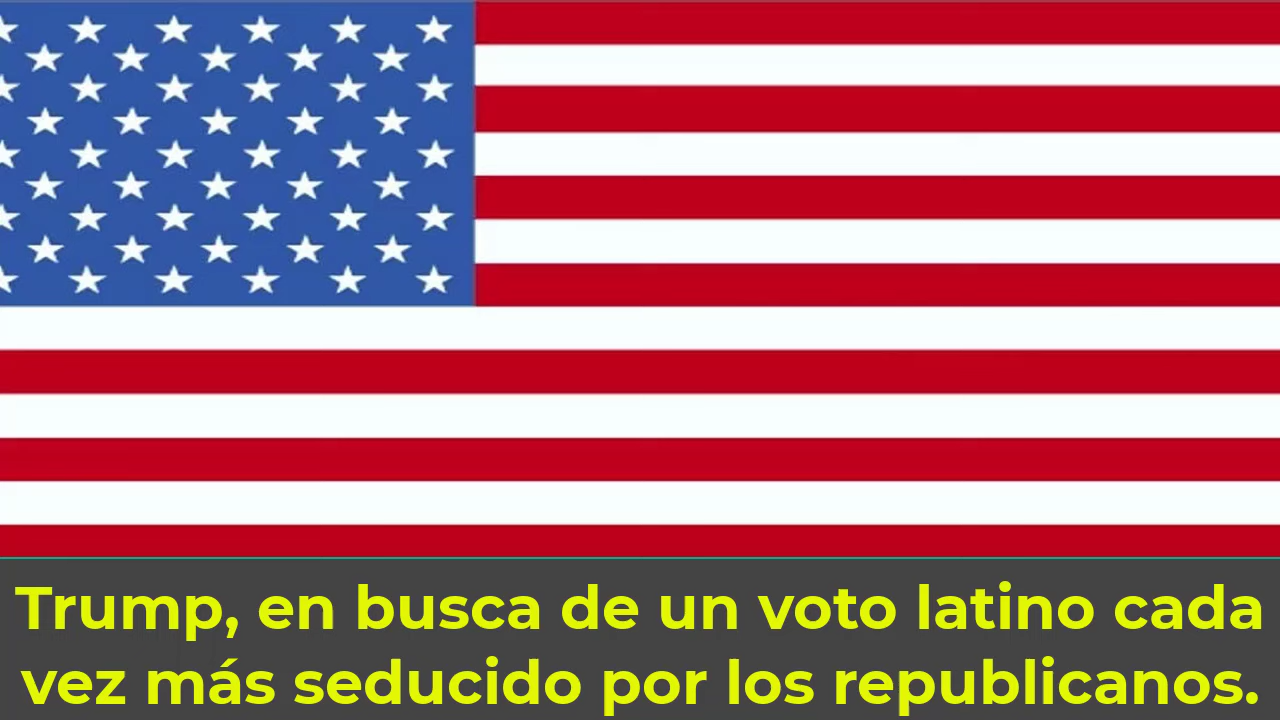 Trump, en busca de un voto latino cada
vez más seducido por los republicanos.